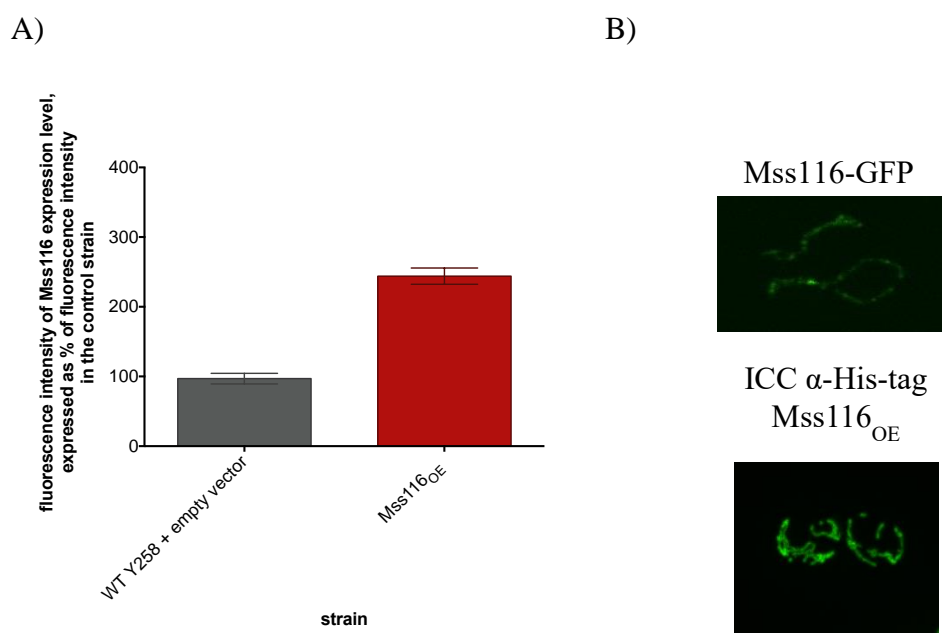 A)
B)
fluorescence intensity of Mss116 expression level,
expressed as % of fluorescence intensity
in the control strain
400
300
200
100
0
WT Y258 + empty vector
Mss116OE
strain
Mss116-GFP
ICC α-His-tag
Mss116OE